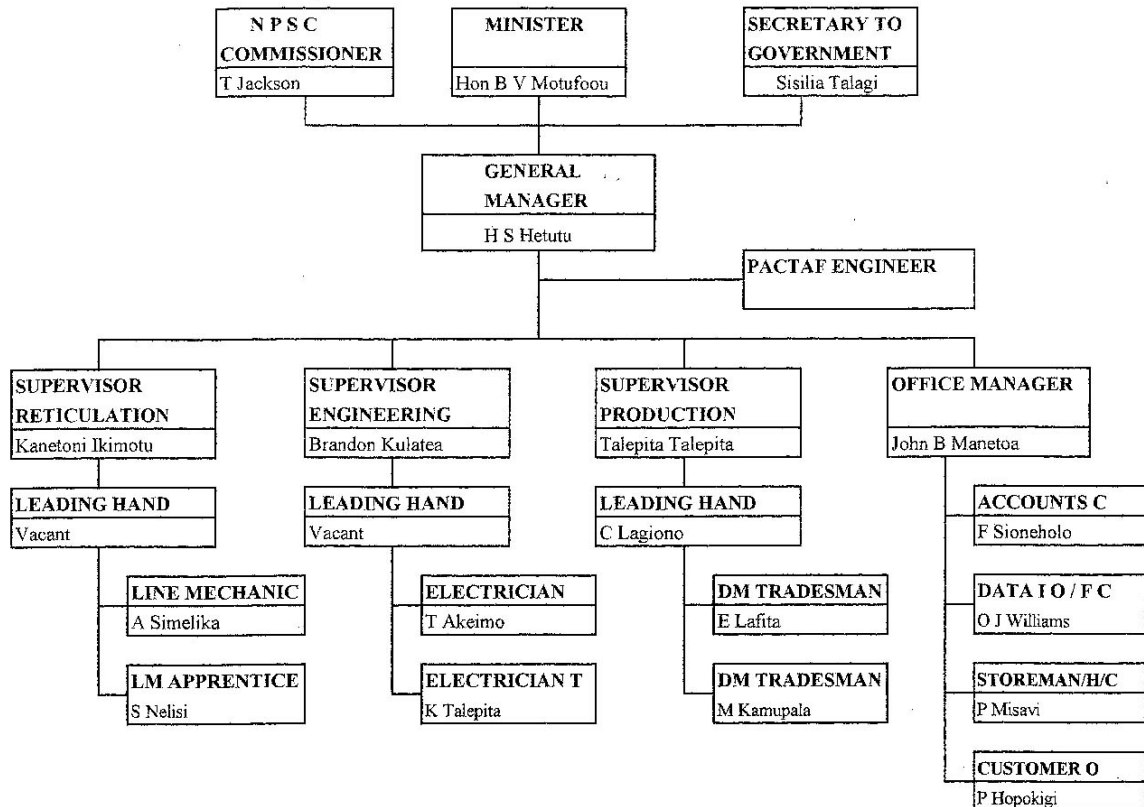 N P S C
COMMISSIONER
T Jackson
MINISTER
Hon B V Motufoou
SECRETARY TO
GOVERNMENT
Sisilia Talagi
GENERAL
MANAGER
H S Hetutu
PACTAF ENGINEER
SUPERVISOR
RETICULATION
Kanetoni Ikimotu
SUPERVISOR
ENGINEERING
Brandon Kulatea
SUPERVISOR
PRODUCTION
Talepita Talepita
OFFICE MANAGER
John B Manetoa
LEADING HAND
Vacant
LEADING HAND
Vacant
LEADING HAND
C Lagiono
ACCOUNTS C
F Sioneholo
LINE MECHANIC
A Simelika
ELECTRICIAN
T Akeimo
DM TRADESMAN
E Lafita
DATA I O / F C
O J Williams
LM APPRENTICE
S Nelisi
ELECTRICIAN T
K Talepita
DM TRADESMAN
M Kamupala
STOREMAN/H/C
P Misavi
CUSTOMER O
P Hopokigi